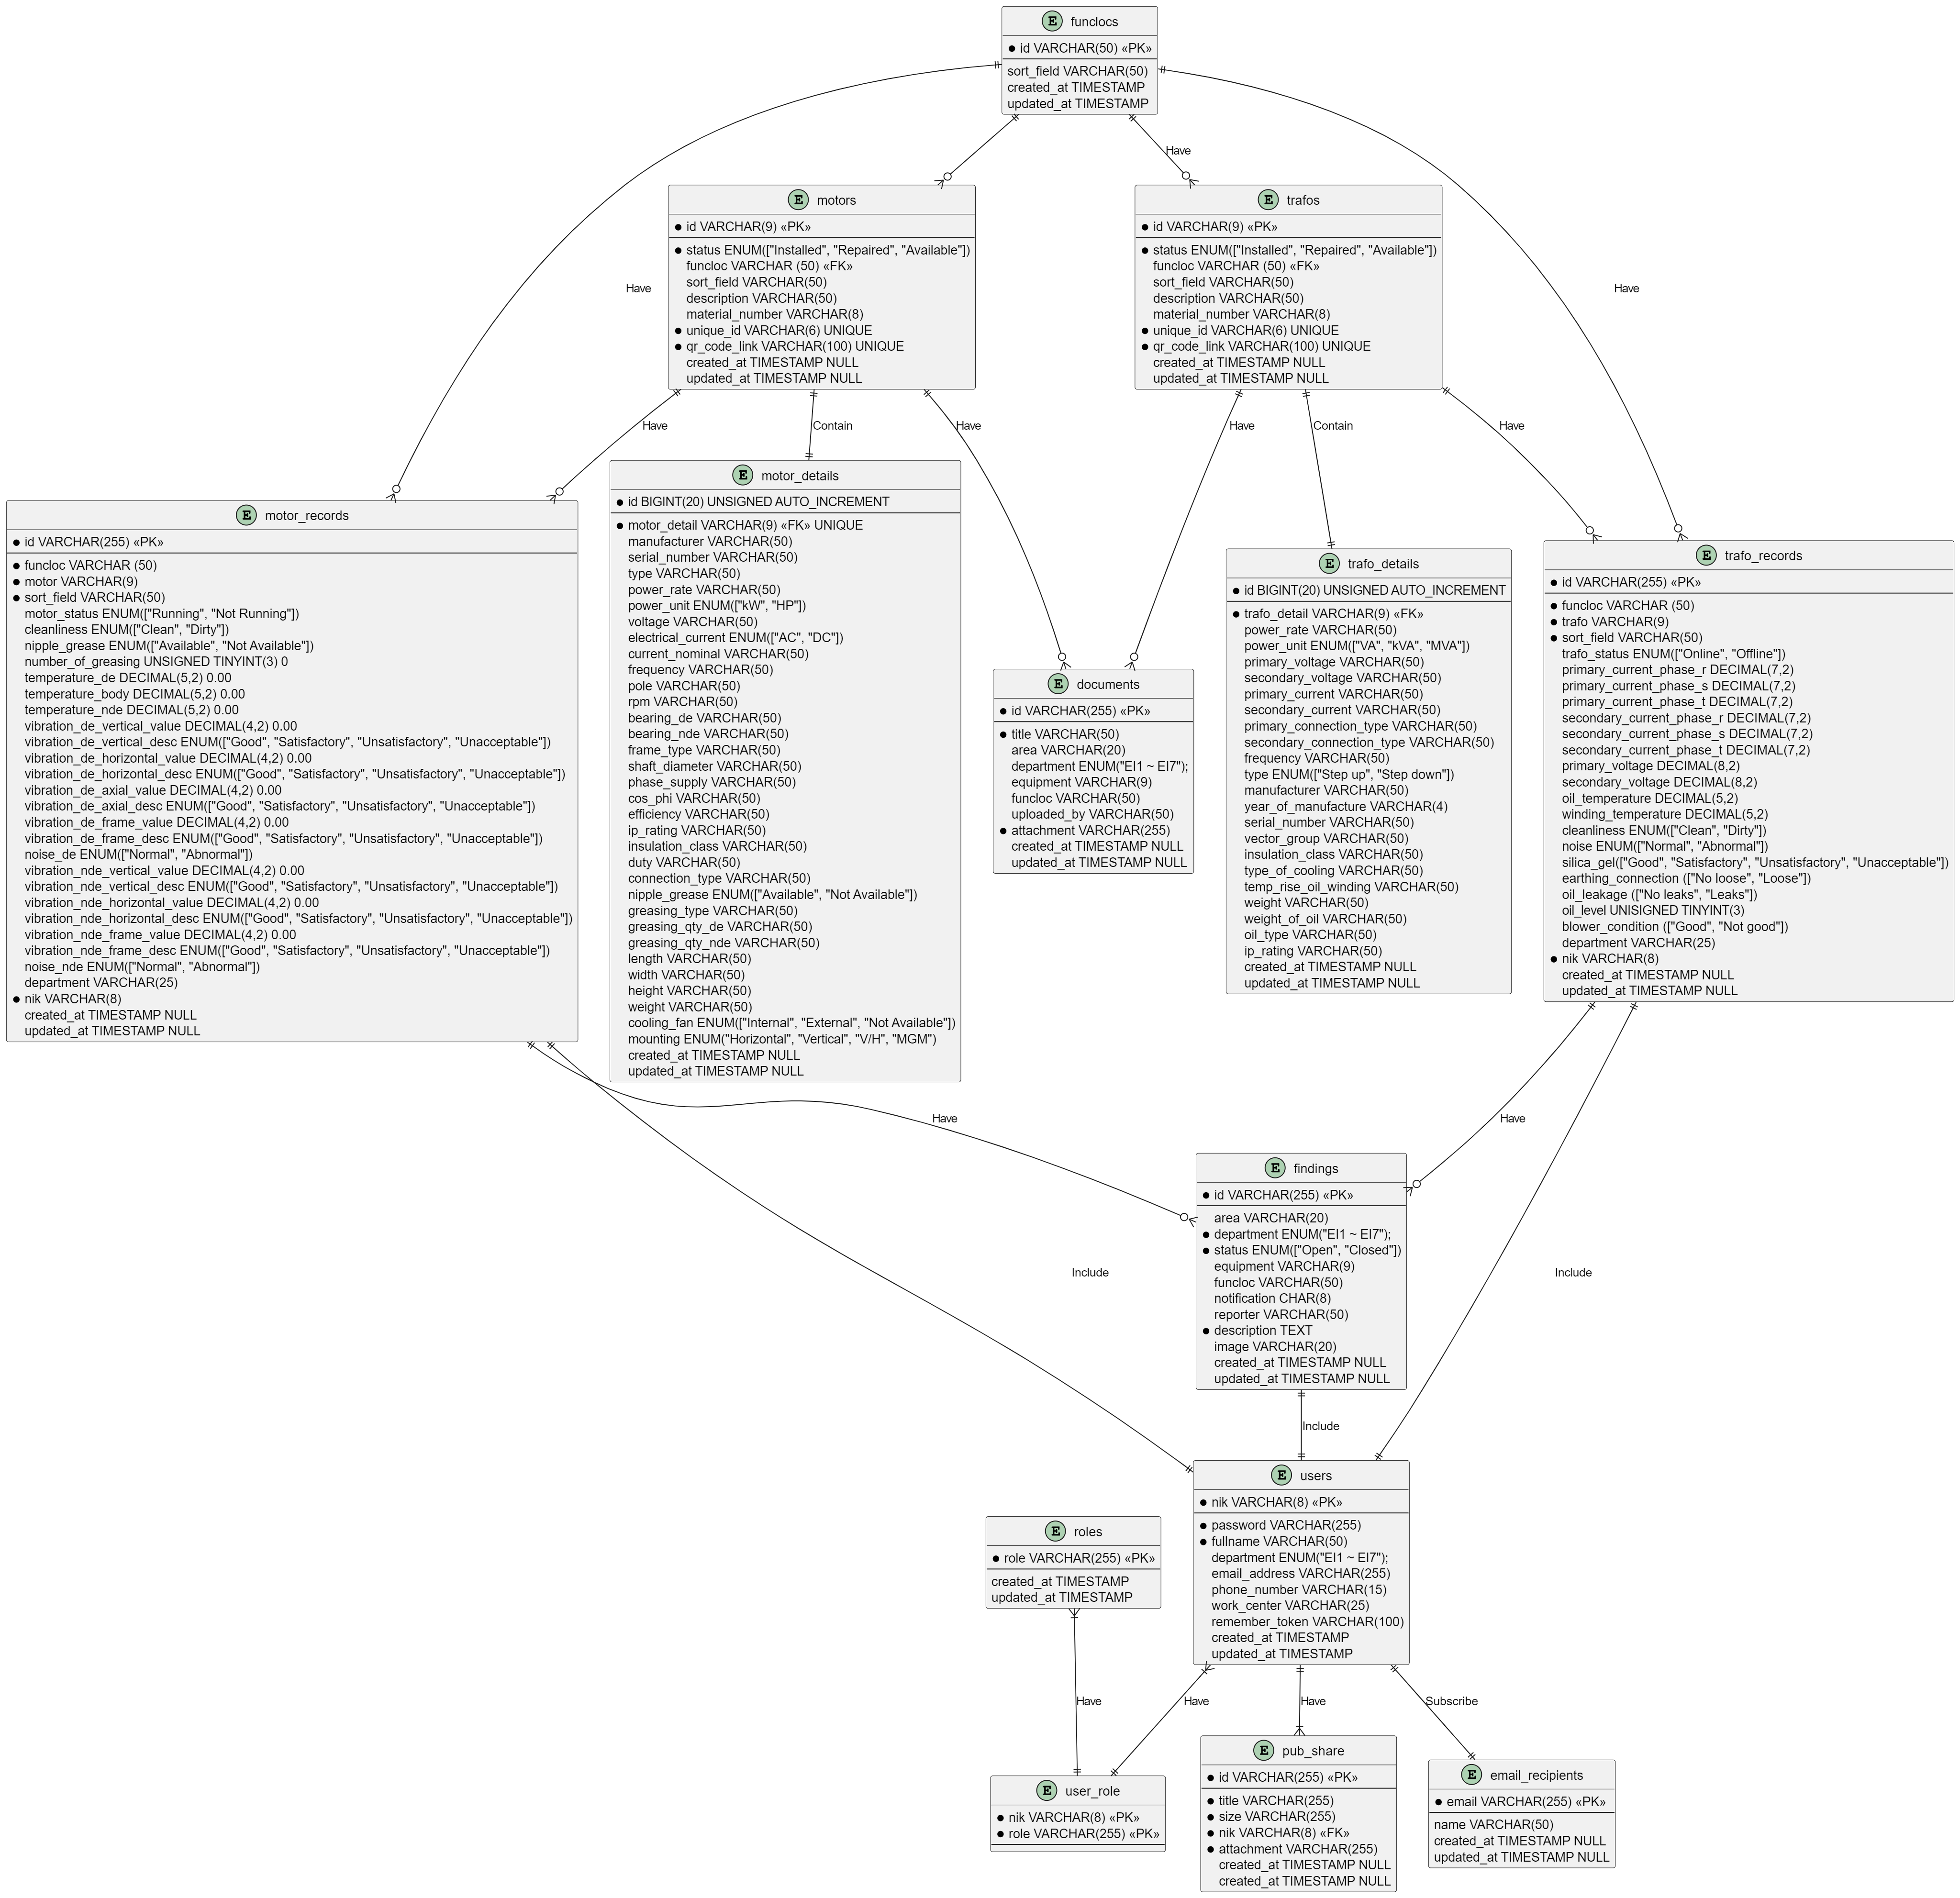 E funclocs
id VARCHAR(50) «PK»
sort_field VARCHAR(50)
created_at TIMESTAMP
updated_at TIMESTAMP
Have
Have
Have
E motors
id VARCHAR(9) «PK»
status ENUM(["Installed", "Repaired", "Available"])
funcloc VARCHAR (50) «FK»
sort_field VARCHAR(50)
description VARCHAR(50)
material_number VARCHAR(8)
unique_id VARCHAR(6) UNIQUE
qr_code_link VARCHAR(100) UNIQUE
created_at TIMESTAMP NULL
updated_at TIMESTAMP NULL
E trafos
id VARCHAR(9) «PK»
status ENUM(["Installed", "Repaired", "Available"])
funcloc VARCHAR (50) «FK»
sort_field VARCHAR(50)
description VARCHAR(50)
material_number VARCHAR(8)
unique_id VARCHAR(6) UNIQUE
qr_code_link VARCHAR(100) UNIQUE
created_at TIMESTAMP NULL
updated_at TIMESTAMP NULL
Have
Contain
Have
Have
Contain
Have
E motor_records
id VARCHAR(255) «PK»
funcloc VARCHAR (50)
motor VARCHAR(9)
sort_field VARCHAR(50)
motor_status ENUM(["Running", "Not Running"])
cleanliness ENUM(["Clean", "Dirty"])
nipple_grease ENUM(["Available", "Not Available"])
number_of_greasing UNSIGNED TINYINT(3) 0
temperature_de DECIMAL(5,2) 0.00
temperature_body DECIMAL(5,2) 0.00
temperature_nde DECIMAL(5,2) 0.00
vibration_de_vertical_value DECIMAL(4,2) 0.00
vibration_de_vertical_desc ENUM(["Good", "Satisfactory", "Unsatisfactory", "Unacceptable"])
vibration_de_horizontal_value DECIMAL(4,2) 0.00
vibration_de_horizontal_desc ENUM(["Good", "Satisfactory", "Unsatisfactory", "Unacceptable"])
vibration_de_axial_value DECIMAL(4,2) 0.00
vibration_de_axial_desc ENUM(["Good", "Satisfactory", "Unsatisfactory", "Unacceptable"])
vibration_de_frame_value DECIMAL(4,2) 0.00
vibration_de_frame_desc ENUM(["Good", "Satisfactory", "Unsatisfactory", "Unacceptable"])
noise_de ENUM(["Normal", "Abnormal"])
vibration_nde_vertical_value DECIMAL(4,2) 0.00
vibration_nde_vertical_desc ENUM(["Good", "Satisfactory", "Unsatisfactory", "Unacceptable"])
vibration_nde_horizontal_value DECIMAL(4,2) 0.00
vibration_nde_horizontal_desc ENUM(["Good", "Satisfactory", "Unsatisfactory", "Unacceptable"])
vibration_nde_frame_value DECIMAL(4,2) 0.00
vibration_nde_frame_desc ENUM(["Good", "Satisfactory", "Unsatisfactory", "Unacceptable"])
noise_nde ENUM(["Normal", "Abnormal"])
department VARCHAR(25)
nik VARCHAR(8)
created_at TIMESTAMP NULL
updated_at TIMESTAMP NULL
E motor_details
id BIGINT(20) UNSIGNED AUTO_INCREMENT
motor_detail VARCHAR(9) «FK» UNIQUE
manufacturer VARCHAR(50)
serial_number VARCHAR(50)
type VARCHAR(50)
power_rate VARCHAR(50)
power_unit ENUM(["kW", "HP"])
voltage VARCHAR(50)
electrical_current ENUM(["AC", "DC"])
current_nominal VARCHAR(50)
frequency VARCHAR(50)
pole VARCHAR(50)
rpm VARCHAR(50)
bearing_de VARCHAR(50)
bearing_nde VARCHAR(50)
frame_type VARCHAR(50)
shaft_diameter VARCHAR(50)
phase_supply VARCHAR(50)
cos_phi VARCHAR(50)
efficiency VARCHAR(50)
ip_rating VARCHAR(50)
insulation_class VARCHAR(50)
duty VARCHAR(50)
connection_type VARCHAR(50)
nipple_grease ENUM(["Available", "Not Available"])
greasing_type VARCHAR(50)
greasing_qty_de VARCHAR(50)
greasing_qty_nde VARCHAR(50)
length VARCHAR(50)
width VARCHAR(50)
height VARCHAR(50)
weight VARCHAR(50)
cooling_fan ENUM(["Internal", "External", "Not Available"])
mounting ENUM("Horizontal", "Vertical", "V/H", "MGM")
created_at TIMESTAMP NULL
updated_at TIMESTAMP NULL
E documents
id VARCHAR(255) «PK»
title VARCHAR(50)
area VARCHAR(20)
department ENUM("EI1 ~ EI7");
equipment VARCHAR(9)
funcloc VARCHAR(50)
uploaded_by VARCHAR(50)
attachment VARCHAR(255)
created_at TIMESTAMP NULL
updated_at TIMESTAMP NULL
E trafo_details
id BIGINT(20) UNSIGNED AUTO_INCREMENT
trafo_detail VARCHAR(9) «FK»
power_rate VARCHAR(50)
power_unit ENUM(["VA", "kVA", "MVA"])
primary_voltage VARCHAR(50)
secondary_voltage VARCHAR(50)
primary_current VARCHAR(50)
secondary_current VARCHAR(50)
primary_connection_type VARCHAR(50)
secondary_connection_type VARCHAR(50)
frequency VARCHAR(50)
type ENUM(["Step up", "Step down"])
manufacturer VARCHAR(50)
year_of_manufacture VARCHAR(4)
serial_number VARCHAR(50)
vector_group VARCHAR(50)
insulation_class VARCHAR(50)
type_of_cooling VARCHAR(50)
temp_rise_oil_winding VARCHAR(50)
weight VARCHAR(50)
weight_of_oil VARCHAR(50)
oil_type VARCHAR(50)
ip_rating VARCHAR(50)
created_at TIMESTAMP NULL
updated_at TIMESTAMP NULL
E trafo_records
id VARCHAR(255) «PK»
funcloc VARCHAR (50)
trafo VARCHAR(9)
sort_field VARCHAR(50)
trafo_status ENUM(["Online", "Offline"])
primary_current_phase_r DECIMAL(7,2)
primary_current_phase_s DECIMAL(7,2)
primary_current_phase_t DECIMAL(7,2)
secondary_current_phase_r DECIMAL(7,2)
secondary_current_phase_s DECIMAL(7,2)
secondary_current_phase_t DECIMAL(7,2)
primary_voltage DECIMAL(8,2)
secondary_voltage DECIMAL(8,2)
oil_temperature DECIMAL(5,2)
winding_temperature DECIMAL(5,2)
cleanliness ENUM(["Clean", "Dirty"])
noise ENUM(["Normal", "Abnormal"])
silica_gel(["Good", "Satisfactory", "Unsatisfactory", "Unacceptable"])
earthing_connection (["No loose", "Loose"])
oil_leakage (["No leaks", "Leaks"])
oil_level UNISIGNED TINYINT(3)
blower_condition (["Good", "Not good"])
department VARCHAR(25)
nik VARCHAR(8)
created_at TIMESTAMP NULL
updated_at TIMESTAMP NULL
Have
Have
E findings
id VARCHAR(255) «PK»
area VARCHAR(20)
department ENUM("EI1 ~ EI7");
status ENUM(["Open", "Closed"])
equipment VARCHAR(9)
funcloc VARCHAR(50)
notification CHAR(8)
reporter VARCHAR(50)
description TEXT
image VARCHAR(20)
created_at TIMESTAMP NULL
updated_at TIMESTAMP NULL
Include
Include
Include
E users
nik VARCHAR(8) «PK»
password VARCHAR(255)
fullname VARCHAR(50)
department ENUM("EI1 ~ EI7");
email_address VARCHAR(255)
phone_number VARCHAR(15)
work_center VARCHAR(25)
remember_token VARCHAR(100)
created_at TIMESTAMP
updated_at TIMESTAMP
E roles
role VARCHAR(255) «PK»
created_at TIMESTAMP
updated_at TIMESTAMP
Have
Have
Have
Subscribe
E user_role
nik VARCHAR(8) «PK»
role VARCHAR(255) «PK»
E pub_share
id VARCHAR(255) «PK»
title VARCHAR(255)
size VARCHAR(255)
nik VARCHAR(8) «FK»
attachment VARCHAR(255)
created_at TIMESTAMP NULL
created_at TIMESTAMP NULL
E email_recipients
email VARCHAR(255) «PK»
name VARCHAR(50)
created_at TIMESTAMP NULL
updated_at TIMESTAMP NULL